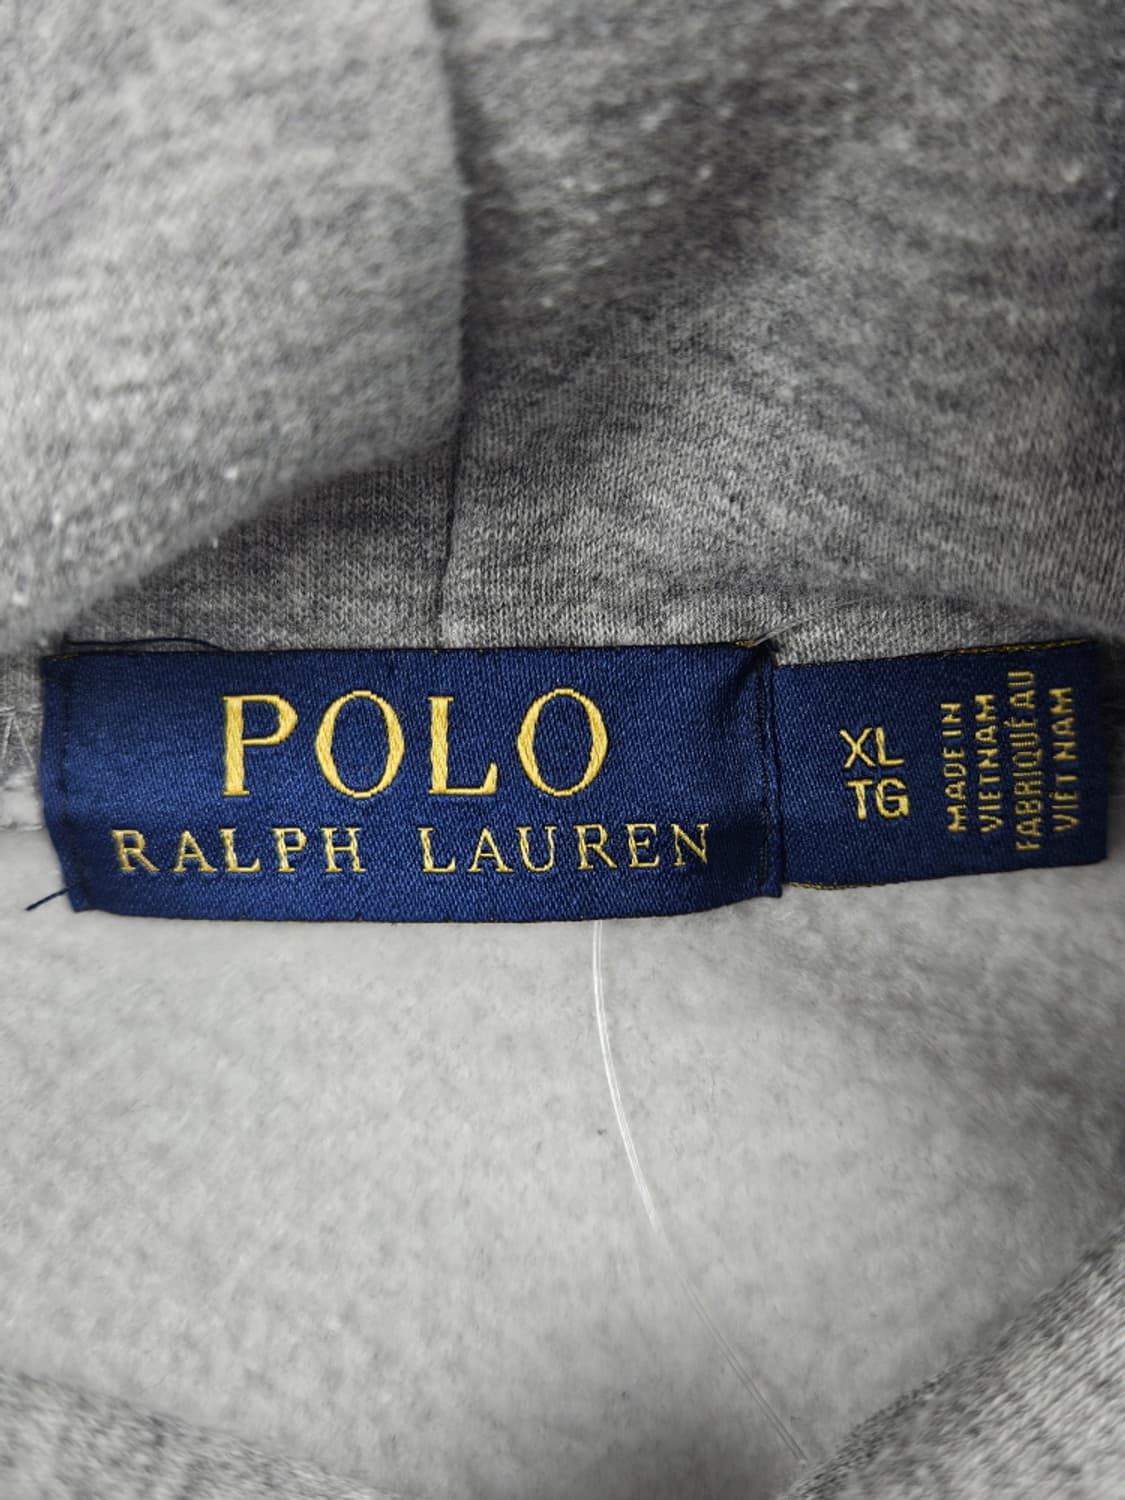 POLO
RALPH LAUREN
XL
TG
MADE IN
VIETNAM
FABRIQUÉ AU
VIET NAM